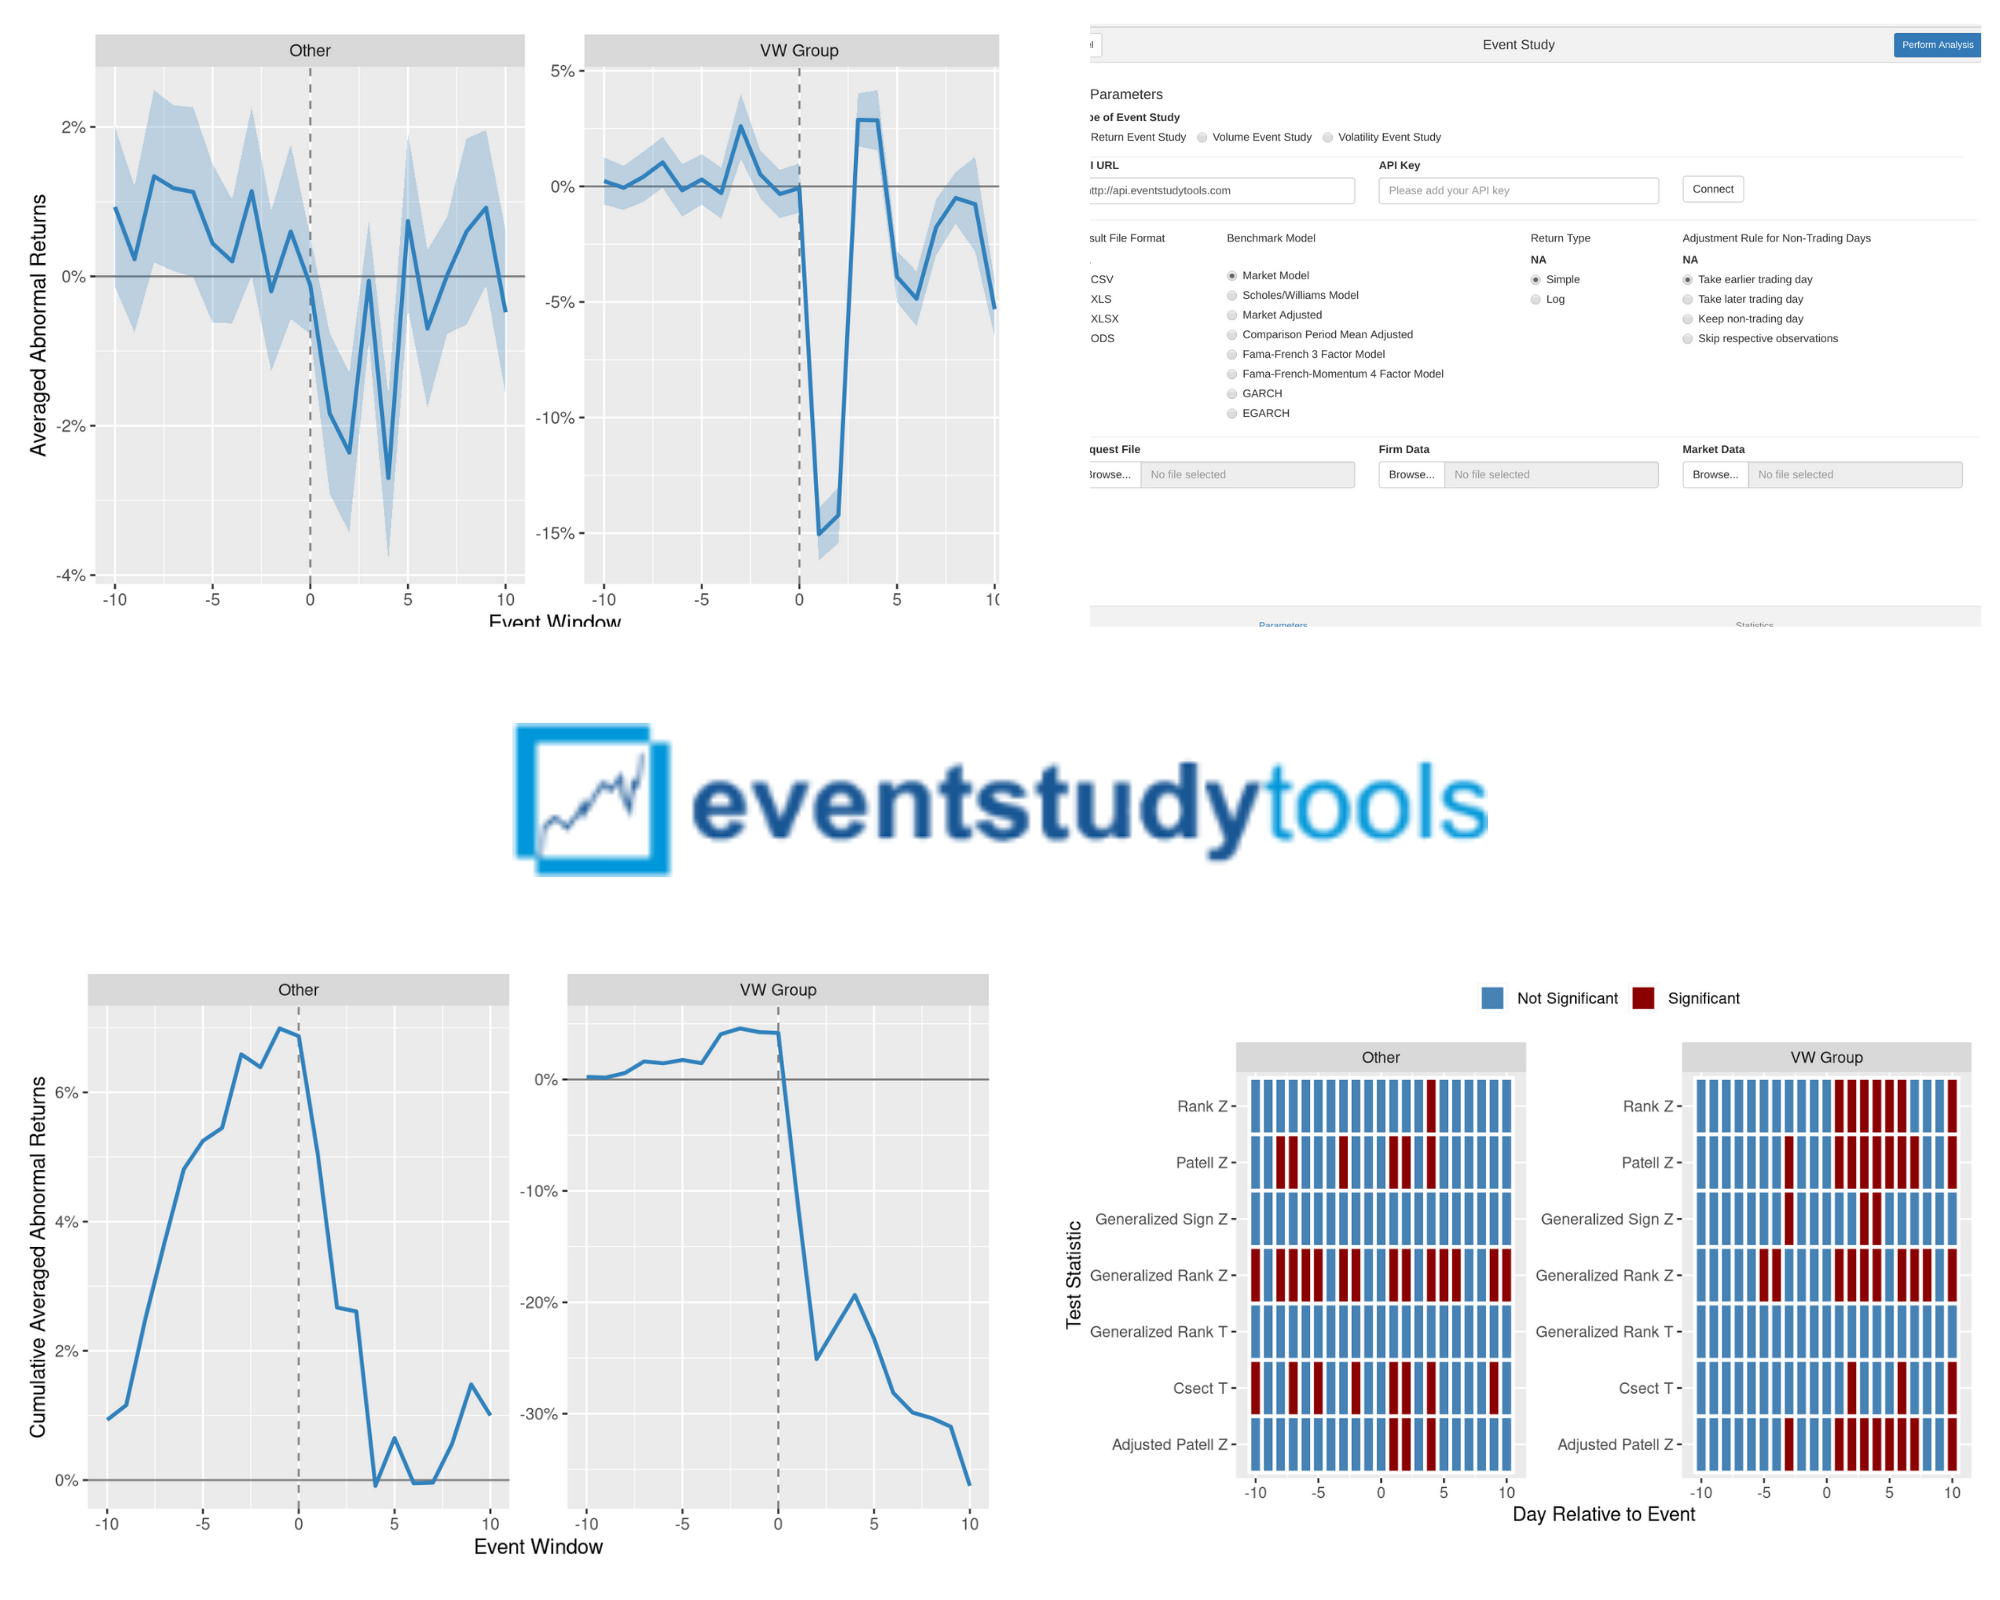 Other
VW Group
Averaged Abnormal Returns
2%
0%
-2%
-4%
5%
0%
-5%
-10%
-15%
-10 -5 0 5 10
-10 -5 0 5
Event Window
Event Study
Perform Analysis
Parameters
of Event Study
Return Event Study Volume Event Study Volatility Event Study
URL API Key
http://api.eventstudytools.com Please add your API key Connect
File Format Benchmark Model Return Type Adjustment Rule for Non-Trading Days
NA NA
CSV Market Model Simple Take earlier trading day
XLS Scholes/Williams Model Log Take later trading day
XLSX Market Adjusted Keep non-trading day
ODS Comparison Period Mean Adjusted Skip respective observations
Fama-French 3 Factor Model
Fama-French-Momentum 4 Factor Model
GARCH
EGARCH
File Firm Data Market Data
Browse... No file selected Browse... No file selected Browse... No file selected
Parameters Statistics
eventstudytools
Other
VW Group
Cumulative Averaged Abnormal Returns
6%
4%
2%
0%
0%
-10%
-20%
-30%
-10 -5 0 5 10
-10 -5 0 5 10
Event Window
Not Significant Significant
Other
VW Group
Test Statistic
Rank Z
Patell Z
Generalized Sign Z
Generalized Rank Z
Generalized Rank T
Csect T
Adjusted Patell Z
Rank Z
Patell Z
Generalized Sign Z
Generalized Rank Z
Generalized Rank T
Csect T
Adjusted Patell Z
-10 -5 0 5 10
-10 -5 0 5 10
Day Relative to Event